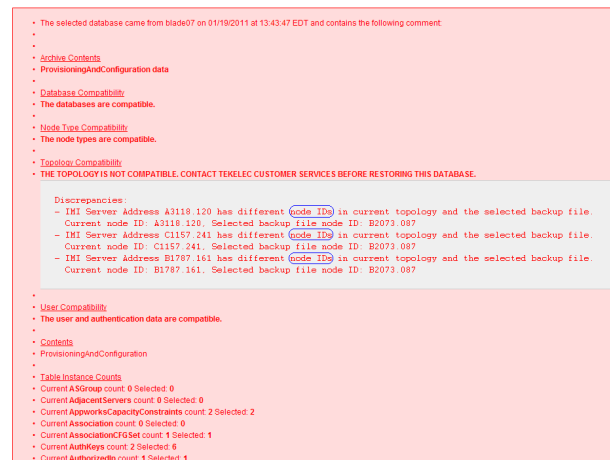 • The selected database came from blade07 on 01/19/2011 at 13:43:47 EDT and contains the following comment:
•
•
• Archive Contents
• ProvisioningAndConfiguration data
•
• Database Compatibility
• The databases are compatible.
•
• Node Type Compatibility
• The node types are compatible.
•
• Topology Compatibility
• THE TOPOLOGY IS NOT COMPATIBLE. CONTACT TEKELEC CUSTOMER SERVICES BEFORE RESTORING THIS DATABASE.
Discrepancies:
- IMI Server Address A3118.120 has different node IDs in current topology and the selected backup file.
Current node ID: A3118.120, Selected backup file node ID: B2073.087
- IMI Server Address C1157.241 has different node IDs in current topology and the selected backup file.
Current node ID: C1157.241, Selected backup file node ID: B2073.087
- IMI Server Address B1787.161 has different node IDs in current topology and the selected backup file.
Current node ID: B1787.161, Selected backup file node ID: B2073.087
•
• User Compatibility
• The user and authentication data are compatible.
•
• Contents
• ProvisioningAndConfiguration
•
• Table Instance Counts
• Current ASGroup count: 0 Selected: 0
• Current AdjacentServers count: 0 Selected: 0
• Current AppworksCapacityConstraints count: 2 Selected: 2
• Current Association count: 0 Selected: 0
• Current AssociationCFGSet count: 1 Selected: 1
• Current AuthKeys count: 2 Selected: 6
• Current AuthorizedIp count: 1 Selected: 1